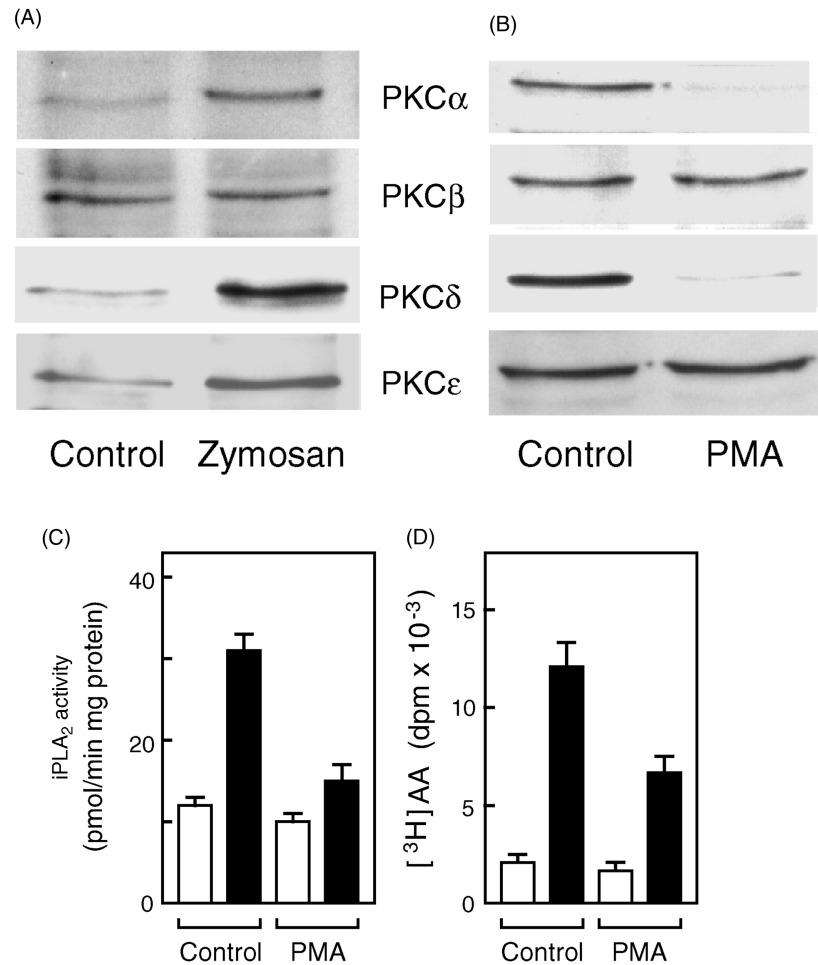 (A)
(B)
PKCα
PKCβ
PKCδ
PKCε
Control Zymosan
Control PMA
(C)
(D)
iPLA2 activity
(pmol/min mg protein)
40
20
0
Control PMA
[3H]AA (dpm x 10-3)
15
10
5
0
Control PMA